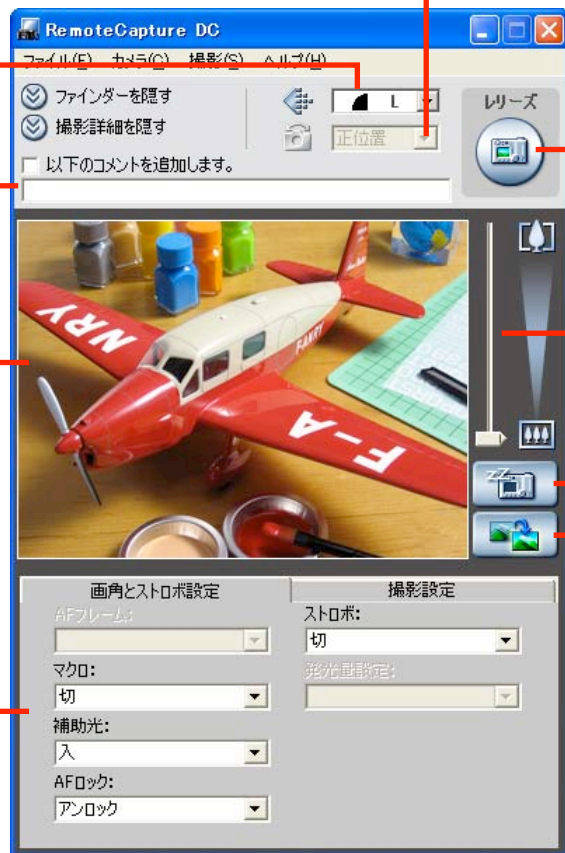 RemoteCapture DC
ファイル(F) カメラ(C) 撮影(S) ヘルプ(H)
ファインダーを隠す
撮影詳細を隠す
L
正位置
レリーズ
以下のコメントを追加します。
NRY
F-ANRY
F-A
画角とストロボ設定
撮影設定
AFフレーム:
マクロ:
切
補助光:
入
AFロック:
アンロック
ストロボ:
切
発光量設定: